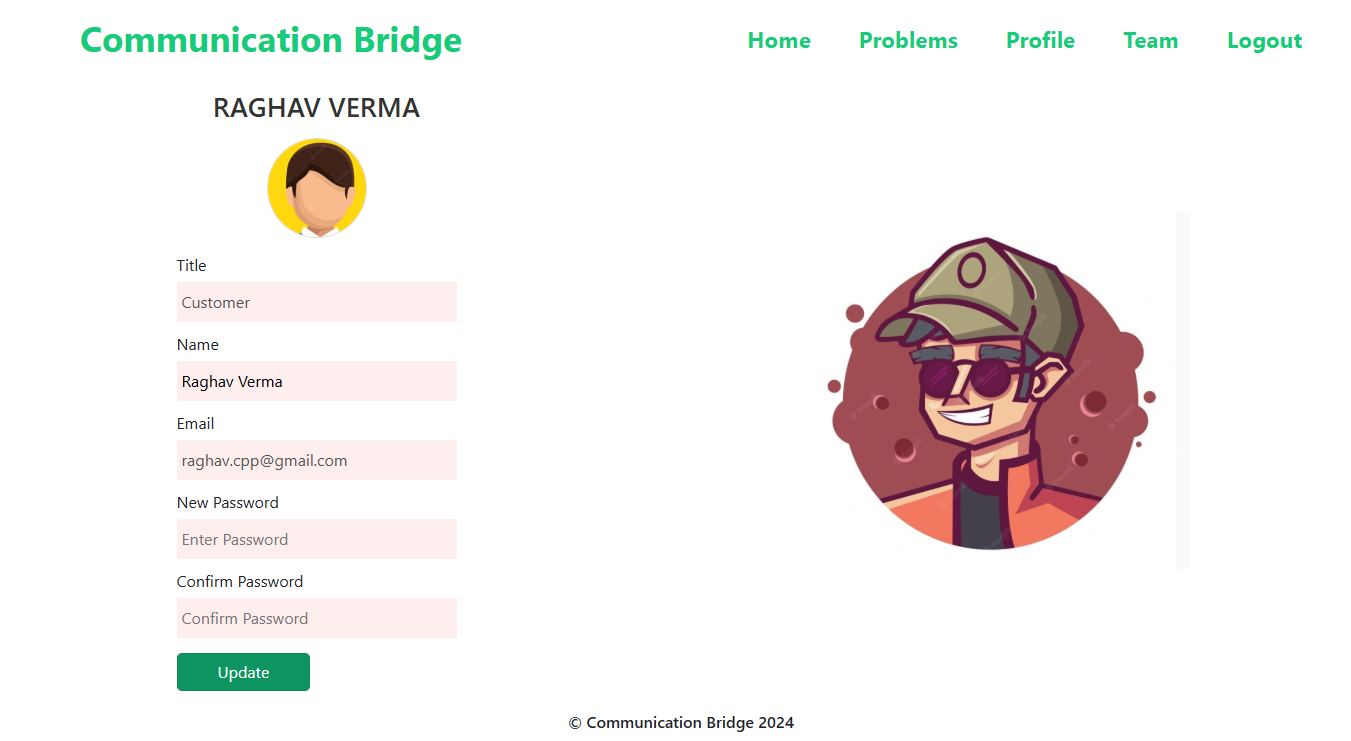 Communication Bridge
Home Problems Profile Team Logout
RAGHAV VERMA
Title
Customer
Name
Raghav Verma
Email
raghav.cpp@gmail.com
New Password
Enter Password
Confirm Password
Confirm Password
Update
© Communication Bridge 2024